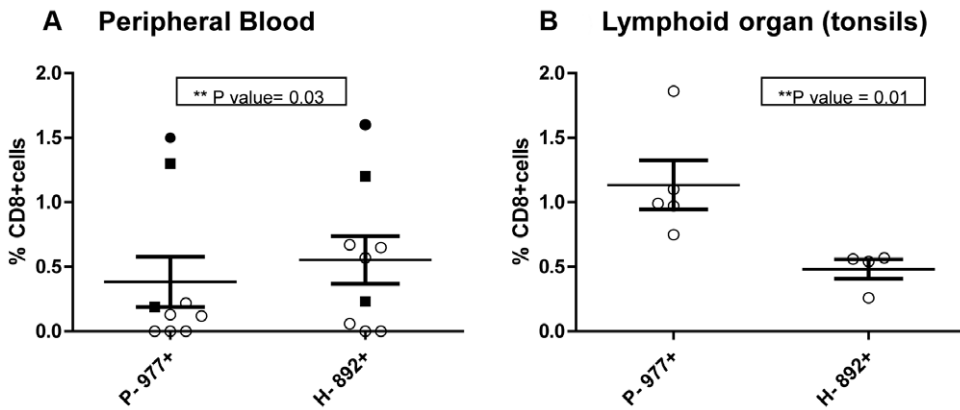 A Peripheral Blood
** P value= 0.03
2.0
1.5
1.0
0.5
0.0
% CD8+cells
P- 977+
H- 892+
B Lymphoid organ (tonsils)
**P value = 0.01
2.0
1.5
1.0
0.5
0.0
% CD8+cells
P- 977+
H- 892+